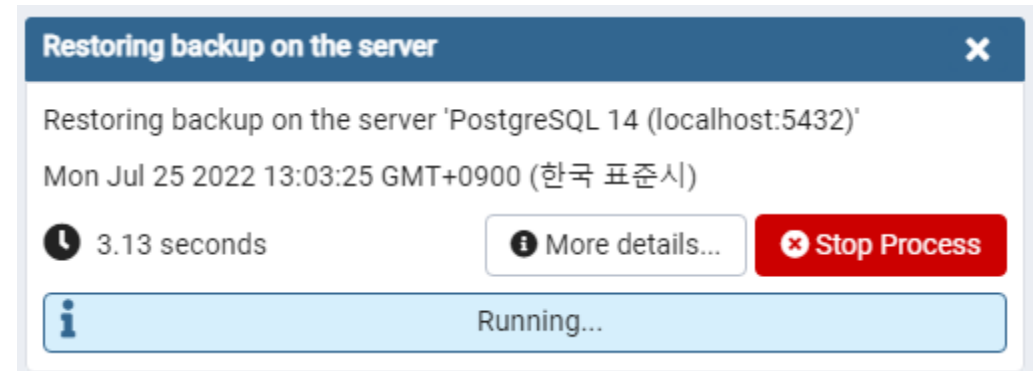 Restoring backup on the server
Restoring backup on the server 'PostgreSQL 14 (localhost:5432)'
Mon Jul 25 2022 13:03:25 GMT+0900 (한국 표준시)
3.13 seconds More details... Stop Process
Running...